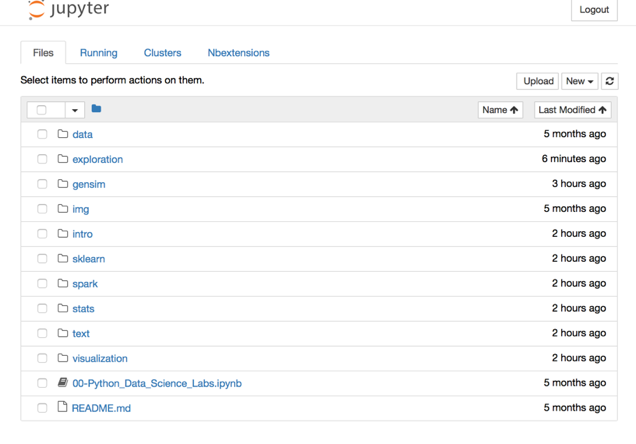 jupyter
Logout
Files Running Clusters Nbextensions
Select items to perform actions on them.
Upload New
Name Last Modified
data 5 months ago
exploration 6 minutes ago
gensim 3 hours ago
img 5 months ago
intro 2 hours ago
sklearn 2 hours ago
spark 2 hours ago
stats 2 hours ago
text 2 hours ago
visualization 2 hours ago
00-Python_Data_Science_Labs.ipynb 5 months ago
README.md 5 months ago